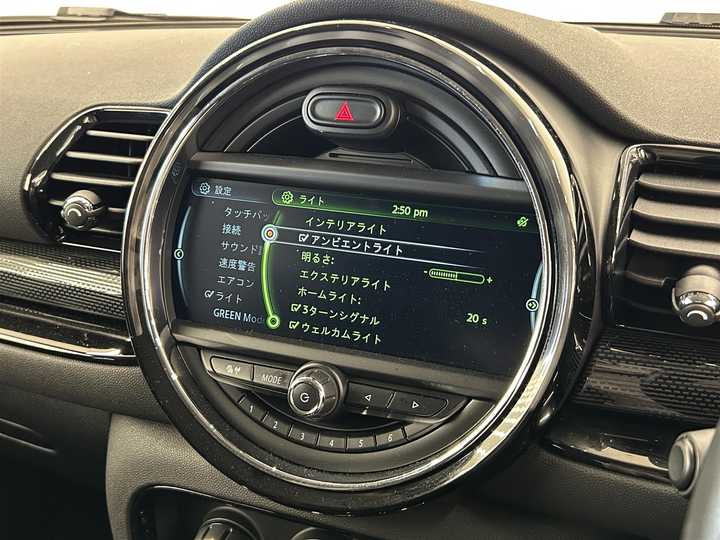 設定
タッチパッ
接続
サウンド
速度警告
エアコン
ライト
GREEN Mode
ライト
2:50 pm
インテリアライト
アンビエントライト
明るさ:
- +
エクステリアライト
ホームライト: 20 s
3ターンシグナル
ウェルカムライト
MODE
1 2 3 4 5 6